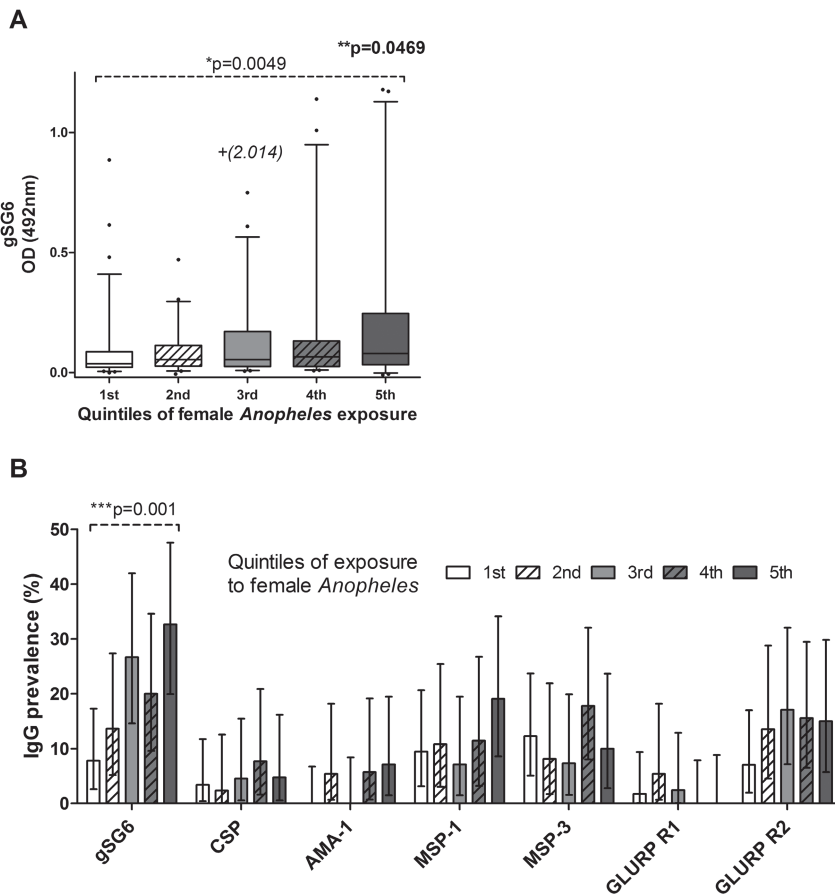 A
**p=0.0469
*p=0.0049
1.0
+(2.014)
gSG6
OD (492nm)
0.5
0.0
1st 2nd 3rd 4th 5th
Quintiles of female Anopheles exposure
B
***p=0.001
50
Quintiles of exposure
to female Anopheles
1st 2nd 3rd 4th 5th
40
IgG prevalence (%)
30
20
10
0
gSG6
CSP
AMA-1
MSP-1
MSP-3
GLURP R1
GLURP R2